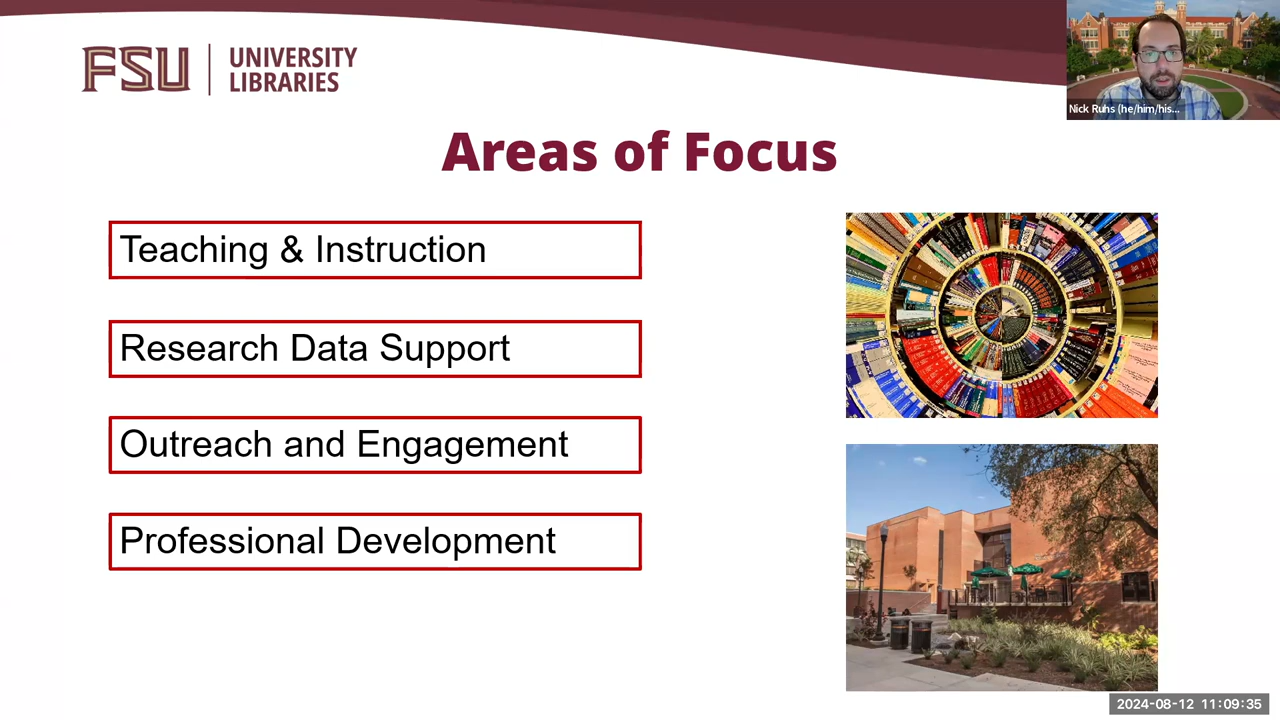 FSU
UNIVERSITY
LIBRARIES
Nick Ruhs (he/him/his...
Areas of Focus
Teaching & Instruction
Research Data Support
Outreach and Engagement
Professional Development
2024-08-12 11:09:35